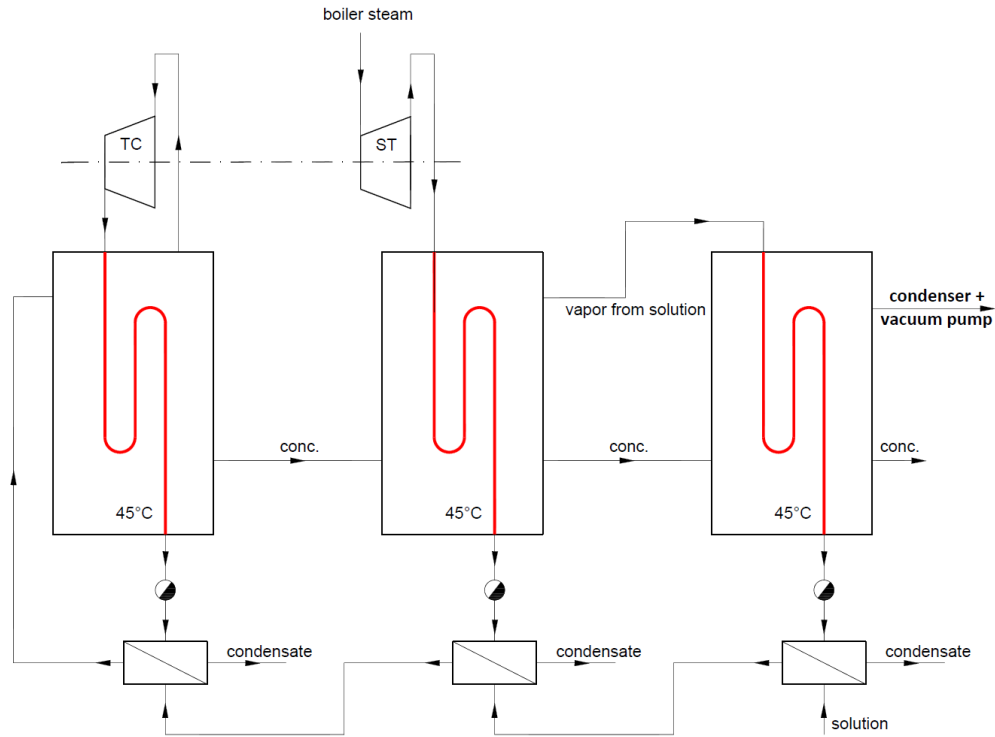 boiler steam
TC
ST
vapor from solution
condenser +
vacuum pump
conc.
conc.
conc.
45°C
45°C
45°C
condensate
condensate
condensate
solution